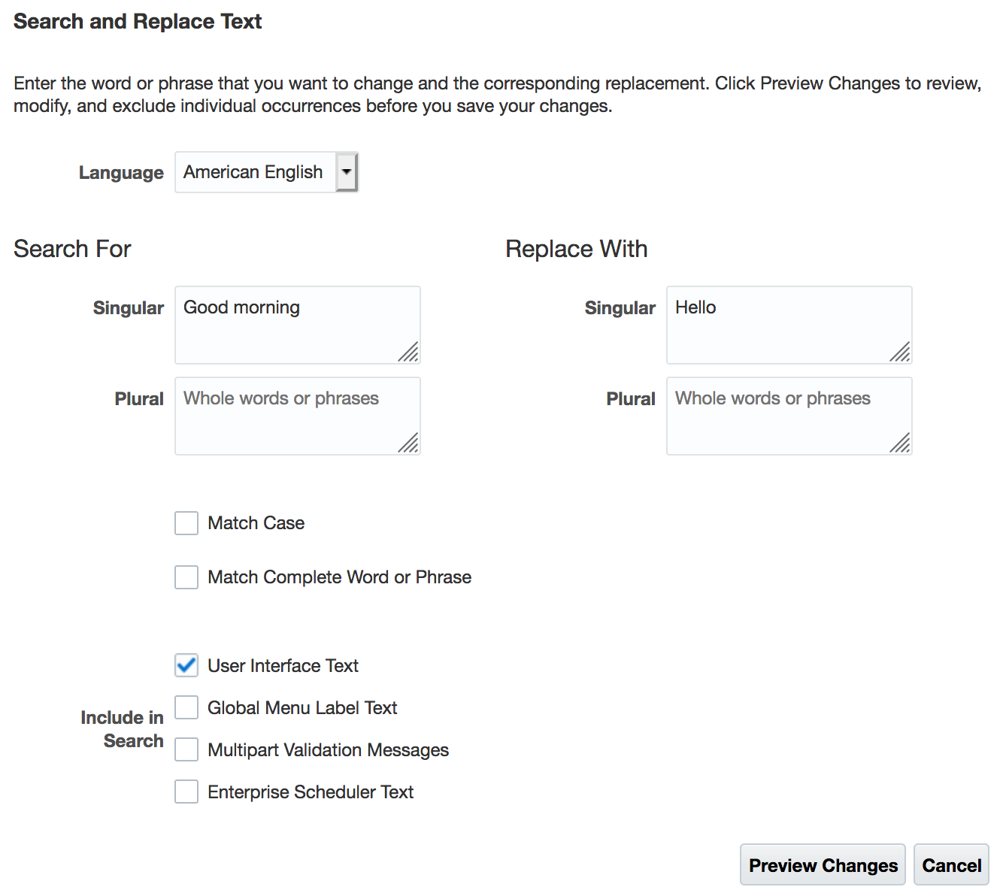 Search and Replace Text
Enter the word or phrase that you want to change and the corresponding replacement. Click Preview Changes to review,
modify, and exclude individual occurrences before you save your changes.
Language American English
Search For
Replace With
Singular Good morning
Singular Hello
Plural Whole words or phrases
Plural Whole words or phrases
Match Case
Match Complete Word or Phrase
Include in
Search
User Interface Text
Global Menu Label Text
Multipart Validation Messages
Enterprise Scheduler Text
Preview Changes Cancel